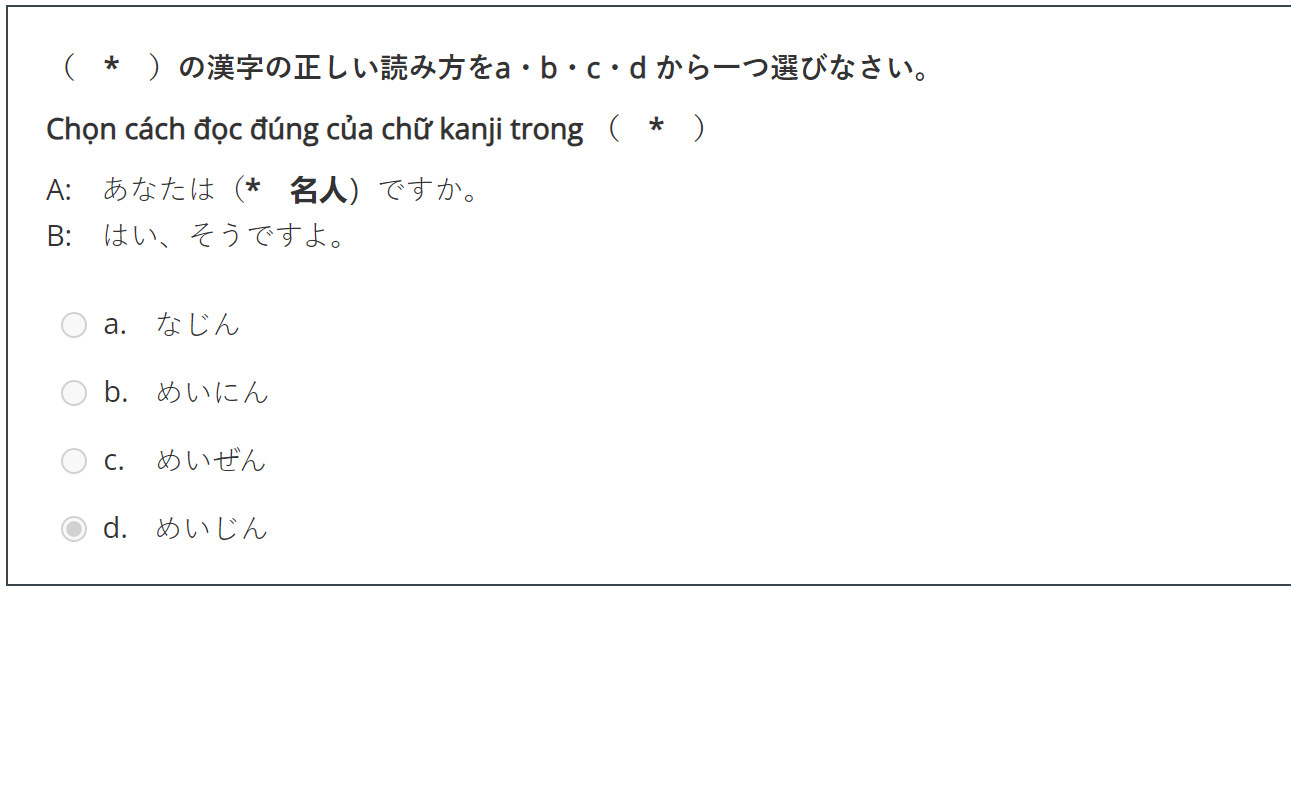 （　*　）の漢字の正しい読み方をa・b・c・d から一つ選びなさい。
Chọn cách đọc đúng của chữ kanji trong （　*　）
A:　あなたは（*　名人）ですか。
B:　はい、そうですよ。
a.　なじん
b.　めいにん
c.　めいぜん
d.　めいじん